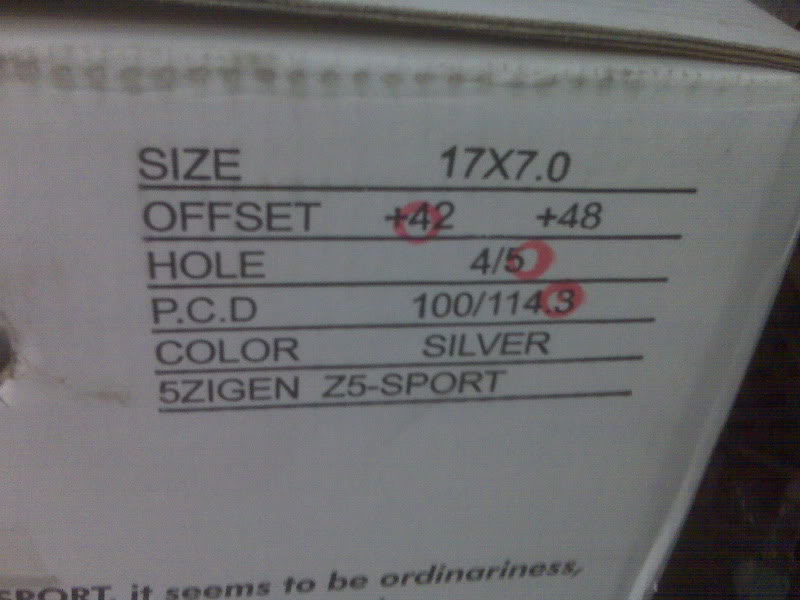 SIZE 17X7.0
OFFSET +42 +48
HOLE 4/5
P.C.D 100/114.3
COLOR SILVER
5ZIGEN Z5-SPORT
SPORT, it seems to be ordinariness,